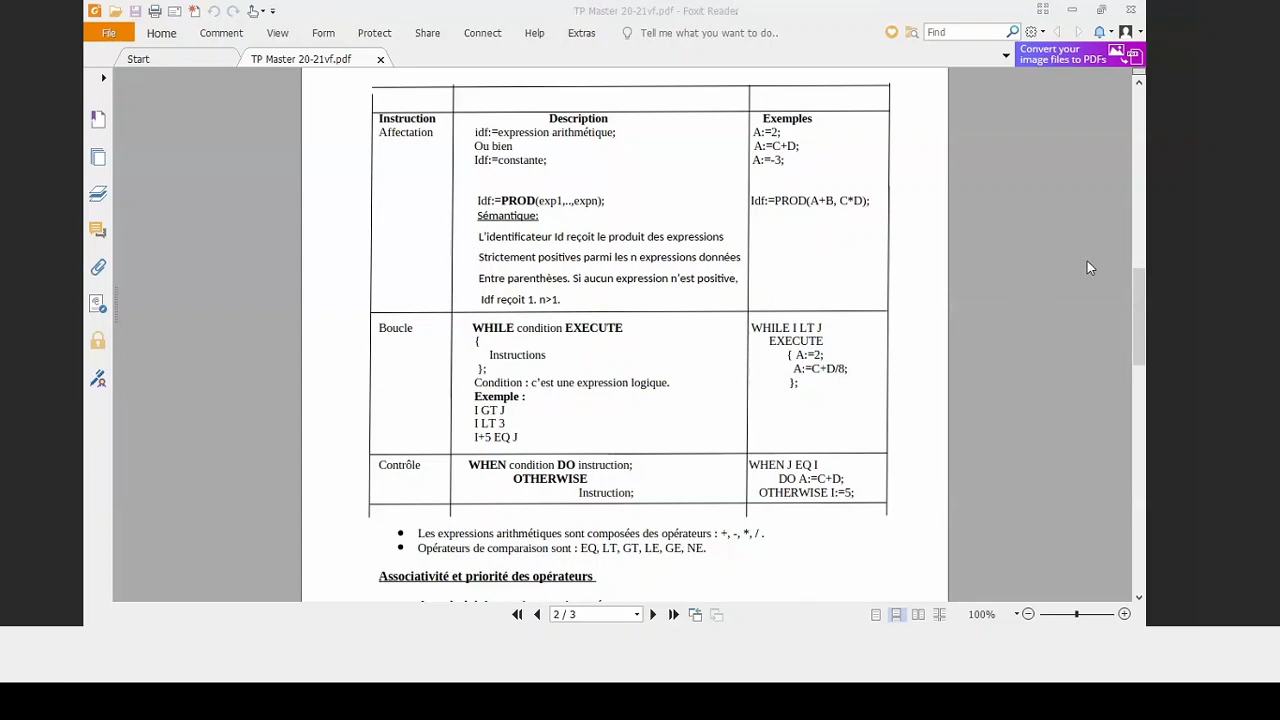 TP Master 20-21vf.pdf - Foxit Reader
File Home Comment View Form Protect Share Connect Help Extras Tell me what you want to do.. Find
Start TP Master 20-21vf.pdf
Convert your
image files to PDFs
Instruction Description Exemples
Affectation idf:=expression arithmétique; A:=2;
Ou bien A:=C+D;
Idf:=constante; A:=-3;
Idf:=PROD(exp1,..,expn); Idf:=PROD(A+B, C*D);
Sémantique:
L'identificateur Id reçoit le produit des expressions
Strictement positives parmi les n expressions données
Entre parenthèses. Si aucun expression n'est positive,
Idf reçoit 1. n>1.
Boucle WHILE condition EXECUTE WHILE I LT J
{ EXECUTE
Instructions { A:=2;
}; A:=C+D/8;
Condition : c'est une expression logique. };
Exemple :
I GT J
I LT 3
I+5 EQ J
Contrôle WHEN condition DO instruction; WHEN J EQ I
OTHERWISE DO A:=C+D;
Instruction; OTHERWISE I:=5;
• Les expressions arithmétiques sont composées des opérateurs : +, -, *, / .
• Opérateurs de comparaison sont : EQ, LT, GT, LE, GE, NE.
Associativité et priorité des opérateurs
2 / 3 100%